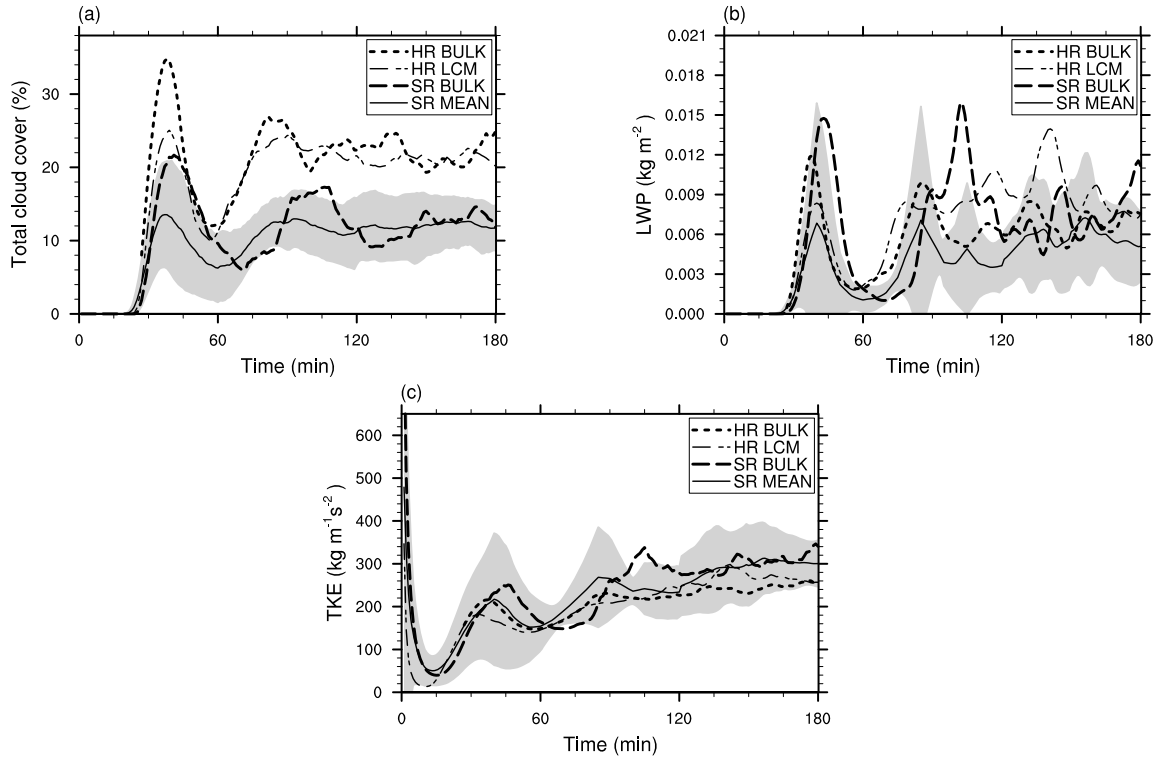 (a)
HR BULK
HR LCM
SR BULK
SR MEAN
Total cloud cover (%)
30
20
10
0
0 60 120 180
Time (min)
(b)
HR BULK
HR LCM
SR BULK
SR MEAN
LWP (kg m⁻²)
0.021
0.018
0.015
0.012
0.009
0.006
0.003
0.000
0 60 120 180
Time (min)
(c)
HR BULK
HR LCM
SR BULK
SR MEAN
TKE (kg m⁻¹s⁻²)
600
500
400
300
200
100
0
0 60 120 180
Time (min)